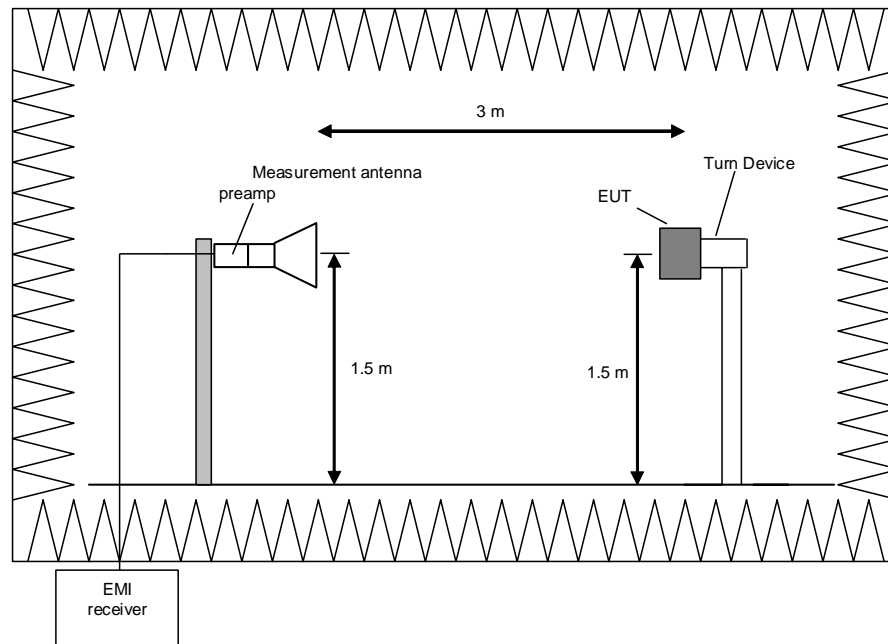 3 m
Measurement antenna
preamp
Turn Device
EUT
1.5 m
1.5 m
EMI
receiver